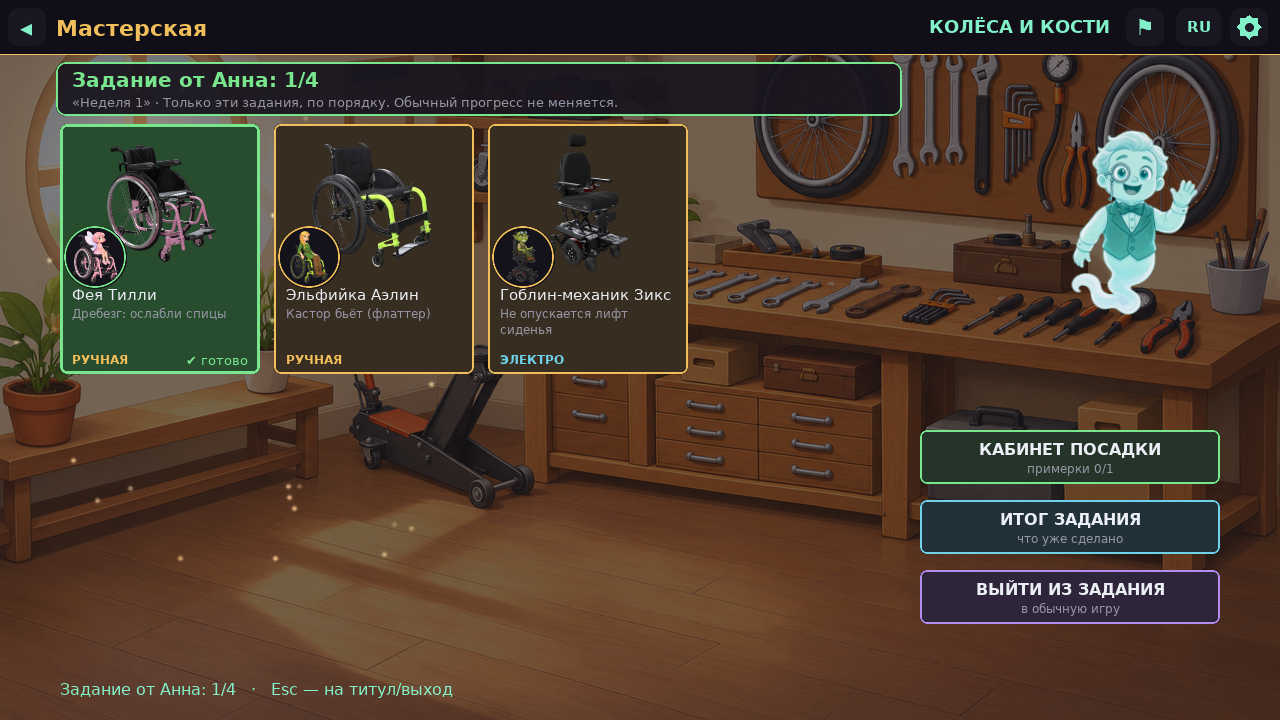 ◄ Мастерская
КОЛЁСА И КОСТИ
RU
Задание от Анна: 1/4
«Неделя 1» · Только эти задания, по порядку. Обычный прогресс не меняется.
Фея Тилли
Дребезг: ослабли спицы
РУЧНАЯ
✔ готово
Эльфийка Аэлин
Кастор бьёт (флаттер)
РУЧНАЯ
Гоблин-механик Зикс
Не опускается лифт
сиденья
ЭЛЕКТРО
КАБИНЕТ ПОСАДКИ
примерки 0/1
ИТОГ ЗАДАНИЯ
что уже сделано
ВЫЙТИ ИЗ ЗАДАНИЯ
в обычную игру
Задание от Анна: 1/4 · Esc — на титул/выход